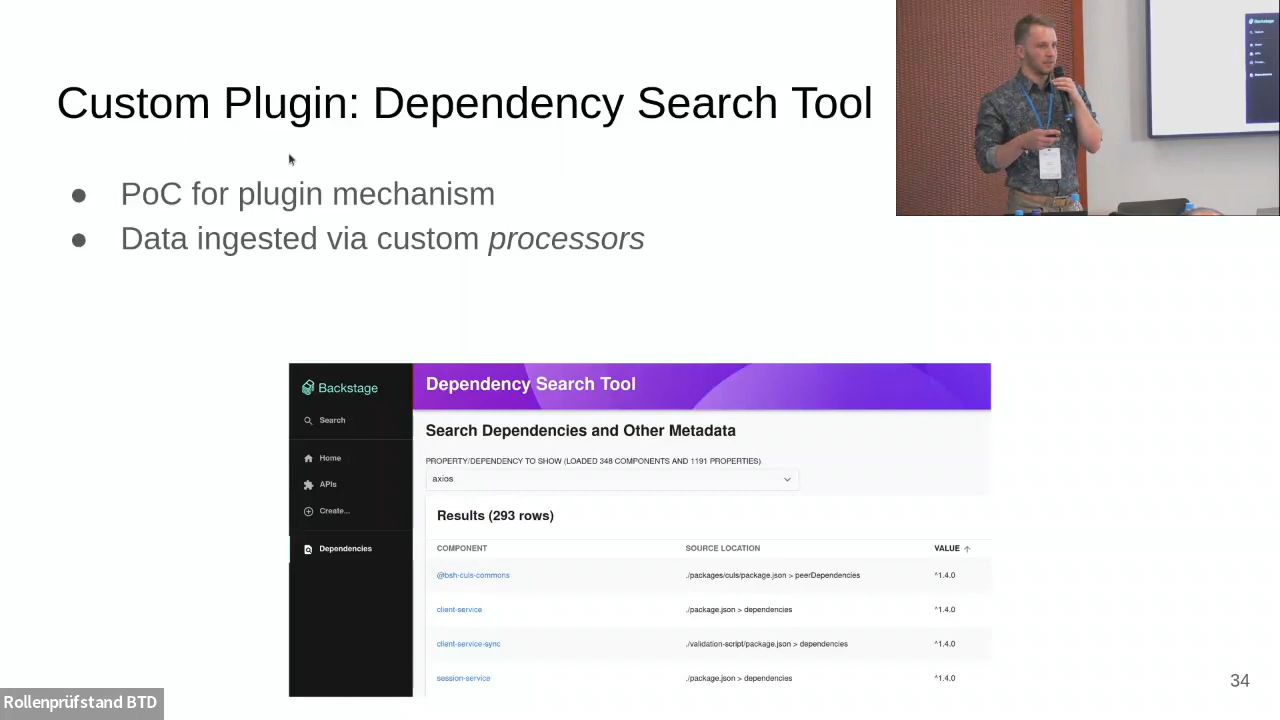 Custom Plugin: Dependency Search Tool
● PoC for plugin mechanism
● Data ingested via custom processors
Backstage
Search
Home
APIs
Create...
Dependencies
Dependency Search Tool
Search Dependencies and Other Metadata
PROPERTY/DEPENDENCY TO SHOW (LOADED 348 COMPONENTS AND 1191 PROPERTIES)
axios
Results (293 rows)
COMPONENT SOURCE LOCATION VALUE ↑
@bsh-cuis-commons ./packages/cuis/package.json > peerDependencies ^1.4.0
client-service ./package.json > dependencies ^1.4.0
client-service-sync ./validation-script/package.json > dependencies ^1.4.0
session-service ./package.json > dependencies ^1.4.0
34
Rollenprüfstand BTD
Backstage